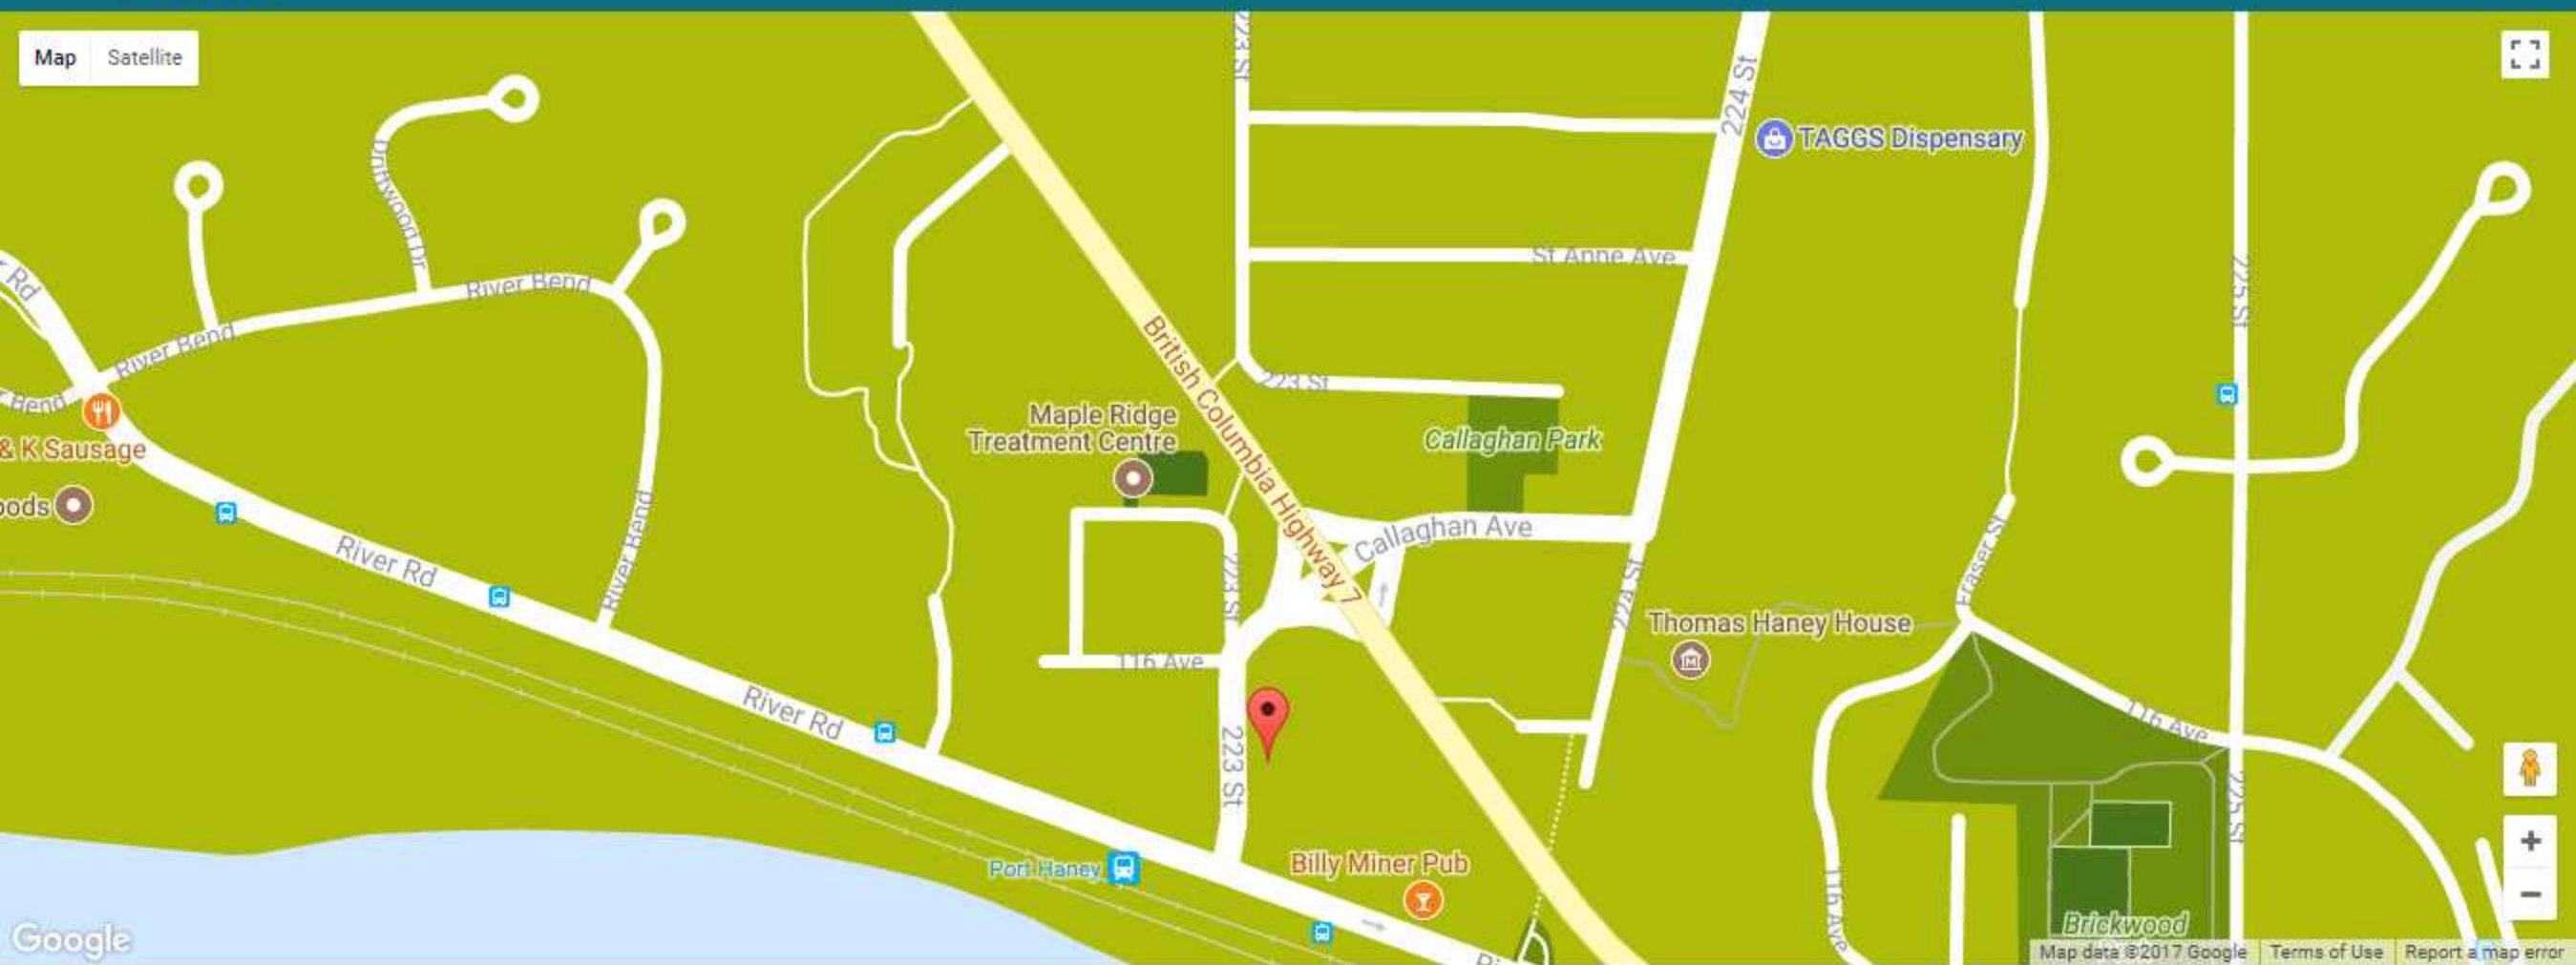 Map Satellite
223 St
224 St
TAGGS Dispensary
Dr
River Bend
St Anne Ave
225 St
Rd
River Bend
Bend
British Columbia Highway 7
223 St
Maple Ridge
Treatment Centre
Callaghan Park
& K Sausage
River Rd
River Bend
223 St
Callaghan Ave
224 St
Fraser St
Thomas Haney House
116 Ave
River Rd
223 St
116 Ave
225 St
Port Haney
Billy Miner Pub
116 Ave
Brickwood
Google
Map data ©2017 Google
Terms of Use
Report a map error